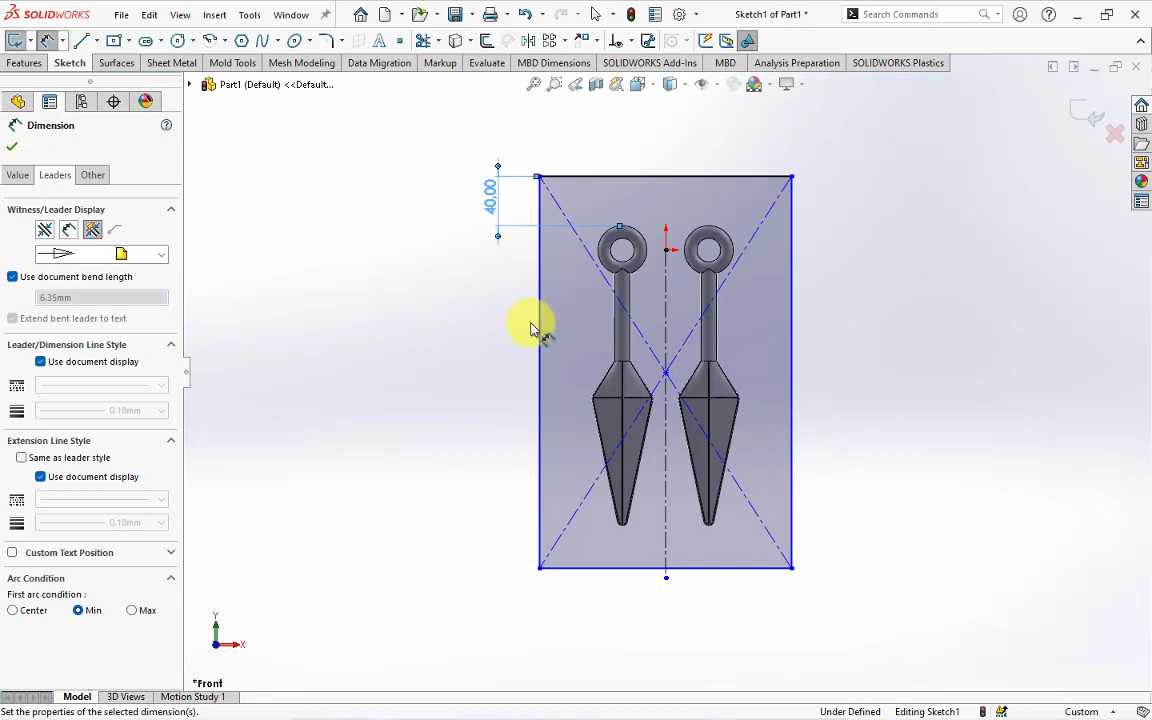 SOLIDWORKS File Edit View Insert Tools Window Sketch1 of Part1 * Search Commands
Features Sketch Surfaces Sheet Metal Mold Tools Mesh Modeling Data Migration Markup Evaluate MBD Dimensions SOLIDWORKS Add-Ins MBD Analysis Preparation SOLIDWORKS Plastics
Part1 (Default) <<Default...
Dimension
Value Leaders Other
Witness/Leader Display
Use document bend length
6.35mm
Extend bent leader to text
Leader/Dimension Line Style
Use document display
0.18mm
Extension Line Style
Same as leader style
Use document display
0.18mm
Custom Text Position
Arc Condition
First arc condition :
Center Min Max
40,00
Y
X
*Front
Model 3D Views Motion Study 1
Set the properties of the selected dimension(s). Under Defined Editing Sketch1 Custom